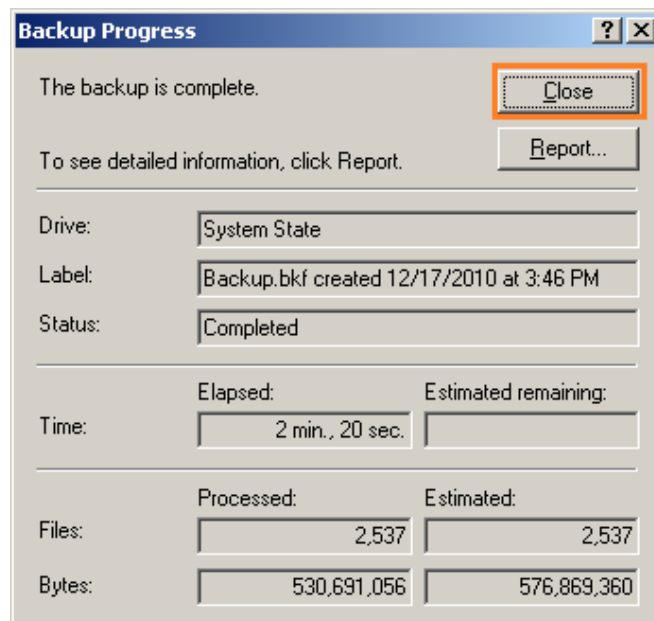 Backup Progress
The backup is complete.
Close
To see detailed information, click Report.
Report...
Drive: System State
Label: Backup.bkf created 12/17/2010 at 3:46 PM
Status: Completed
Elapsed: Estimated remaining:
Time: 2 min., 20 sec.
Processed: Estimated:
Files: 2,537 2,537
Bytes: 530,691,056 576,869,360